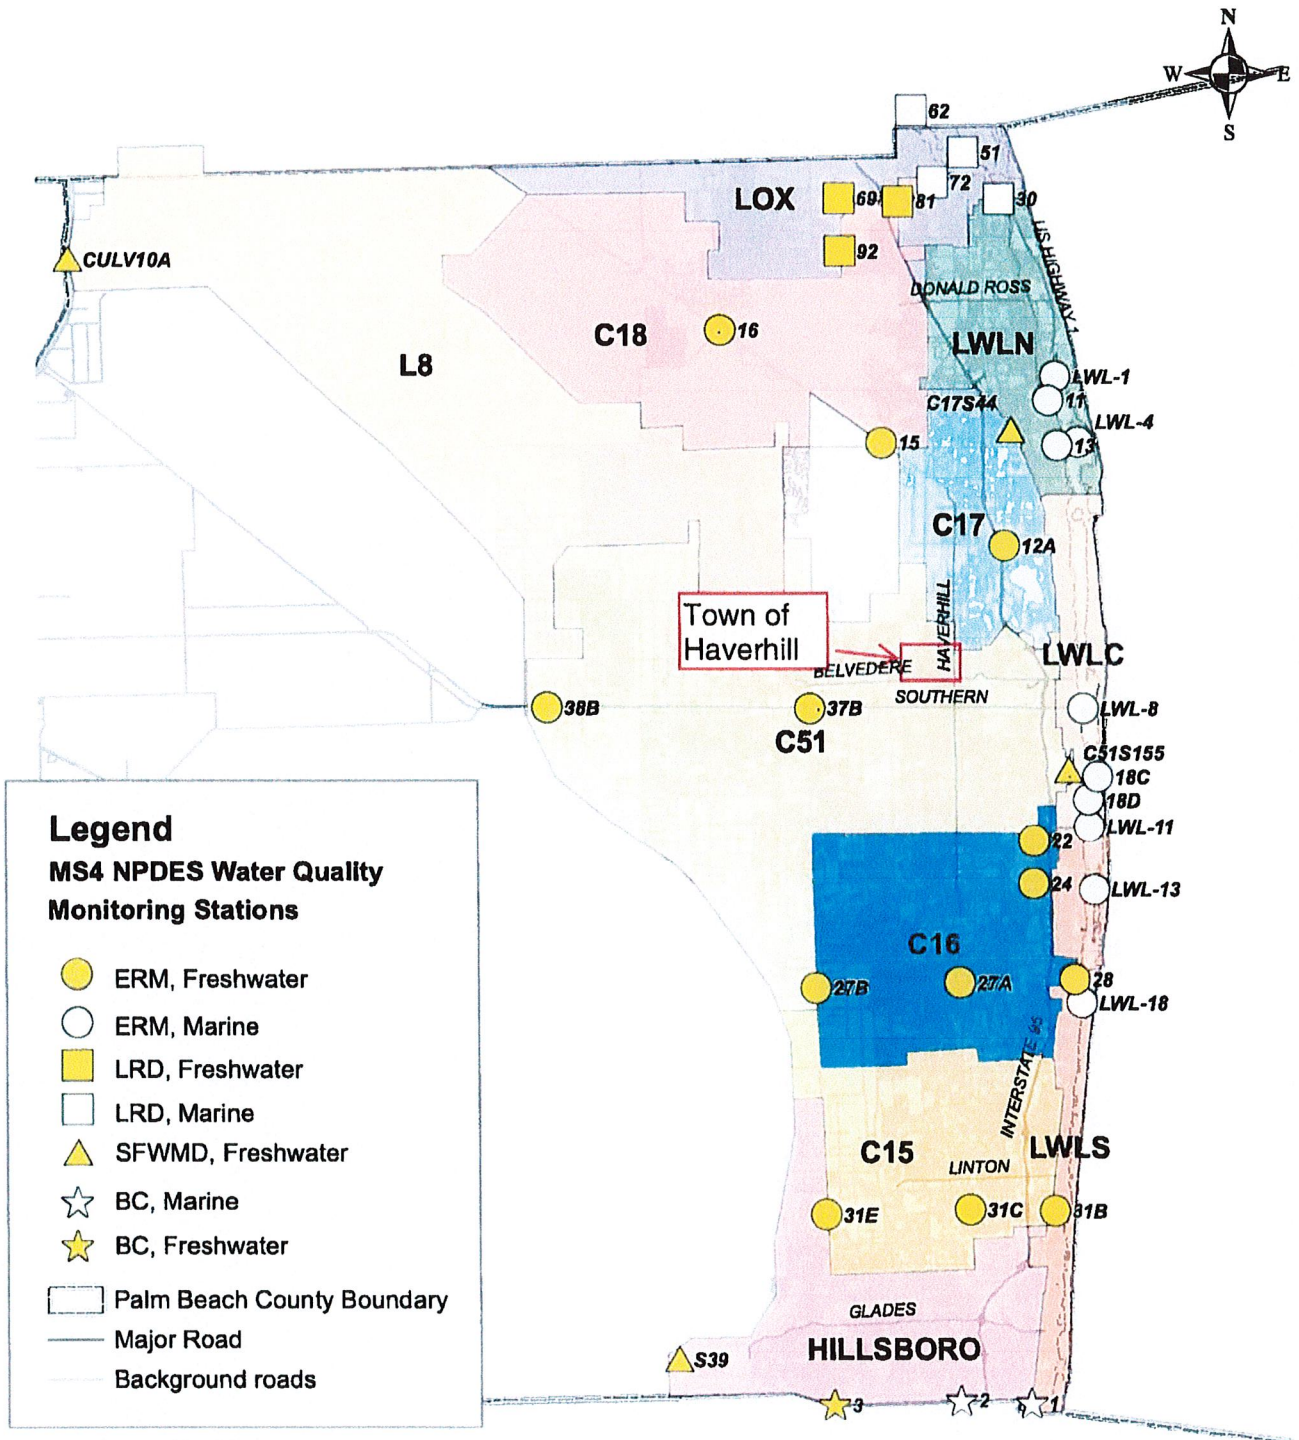 N
W
E
S
62
51
72
LOX
69
81
30
92
CULV10A
US HIGHWAY 1
DONALD ROSS
C18
16
LWLN
L8
LWL-1
C17S44
11
LWL-4
15
13
C17
12A
HAVERHILL
Town of
Haverhill
BELVEDERE
LWLC
SOUTHERN
38B
37B
LWL-8
C51
C51S155
18C
18D
LWL-11
22
24
LWL-13
C16
27B
27A
28
LWL-18
INTERSTATE 95
C15
LWLS
LINTON
31E
31C
31B
GLADES
HILLSBORO
S39
3
2
1
Legend
MS4 NPDES Water Quality
Monitoring Stations
ERM, Freshwater
ERM, Marine
LRD, Freshwater
LRD, Marine
SFWMD, Freshwater
BC, Marine
BC, Freshwater
Palm Beach County Boundary
Major Road
Background roads